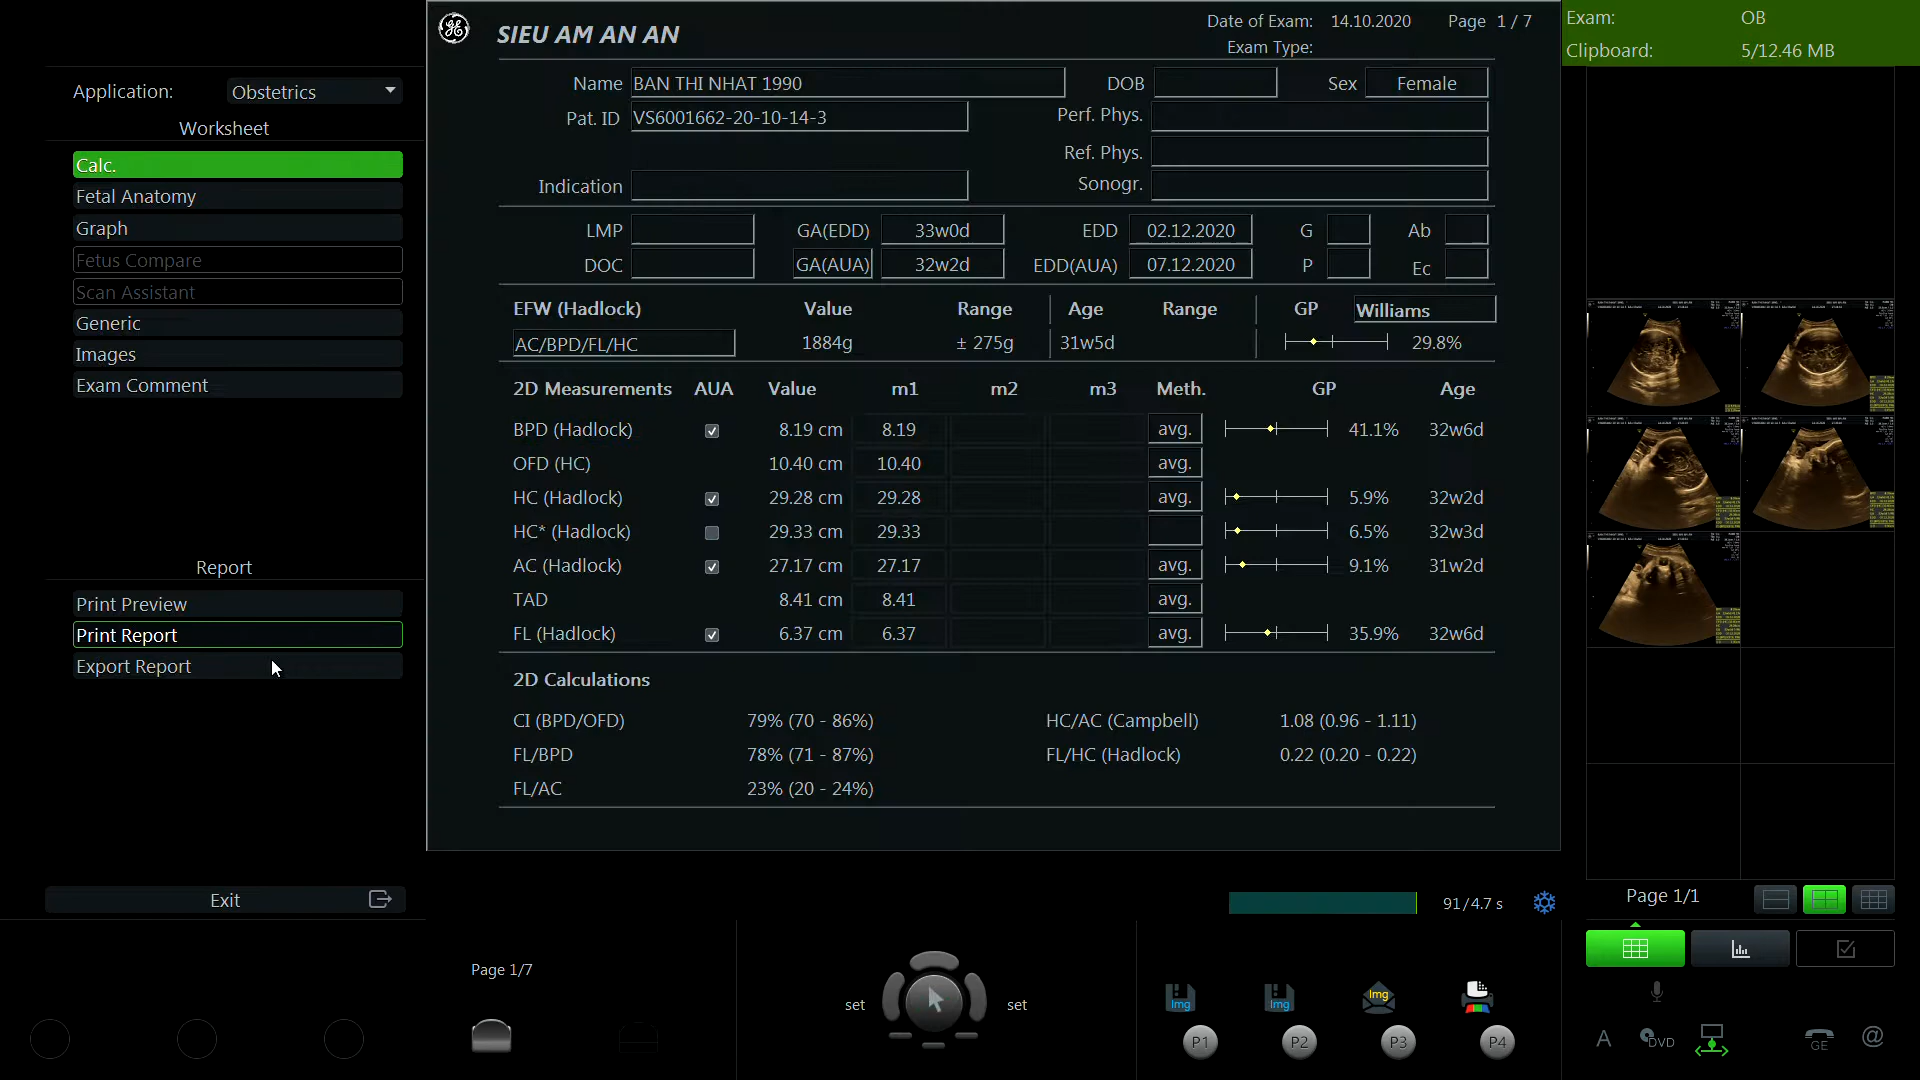 Application: Obstetrics
Worksheet
Calc.
Fetal Anatomy
Graph
Fetus Compare
Scan Assistant
Generic
Images
Exam Comment
Report
Print Preview
Print Report
Export Report
Exit
SIEU AM AN AN
Date of Exam: 14.10.2020 Page 1 / 7
Exam Type:
Name BAN THI NHAT 1990 DOB Sex Female
Pat. ID VS6001662-20-10-14-3 Perf. Phys.
Ref. Phys.
Indication Sonogr.
LMP GA(EDD) 33w0d EDD 02.12.2020 G Ab
DOC GA(AUA) 32w2d EDD(AUA) 07.12.2020 P Ec
EFW (Hadlock) Value Range Age Range GP Williams
AC/BPD/FL/HC 1884g ± 275g 31w5d 29.8%
2D Measurements AUA Value m1 m2 m3 Meth. GP Age
BPD (Hadlock) 8.19 cm 8.19 avg. 41.1% 32w6d
OFD (HC) 10.40 cm 10.40 avg.
HC (Hadlock) 29.28 cm 29.28 avg. 5.9% 32w2d
HC* (Hadlock) 29.33 cm 29.33 6.5% 32w3d
AC (Hadlock) 27.17 cm 27.17 avg. 9.1% 31w2d
TAD 8.41 cm 8.41 avg.
FL (Hadlock) 6.37 cm 6.37 avg. 35.9% 32w6d
2D Calculations
CI (BPD/OFD) 79% (70 - 86%) HC/AC (Campbell) 1.08 (0.96 - 1.11)
FL/BPD 78% (71 - 87%) FL/HC (Hadlock) 0.22 (0.20 - 0.22)
FL/AC 23% (20 - 24%)
91/4.7 s
Page 1/7
set set
Img Img Img
P1 P2 P3 P4
Exam: OB
Clipboard: 5/12.46 MB
Page 1/1
A DVD GE @